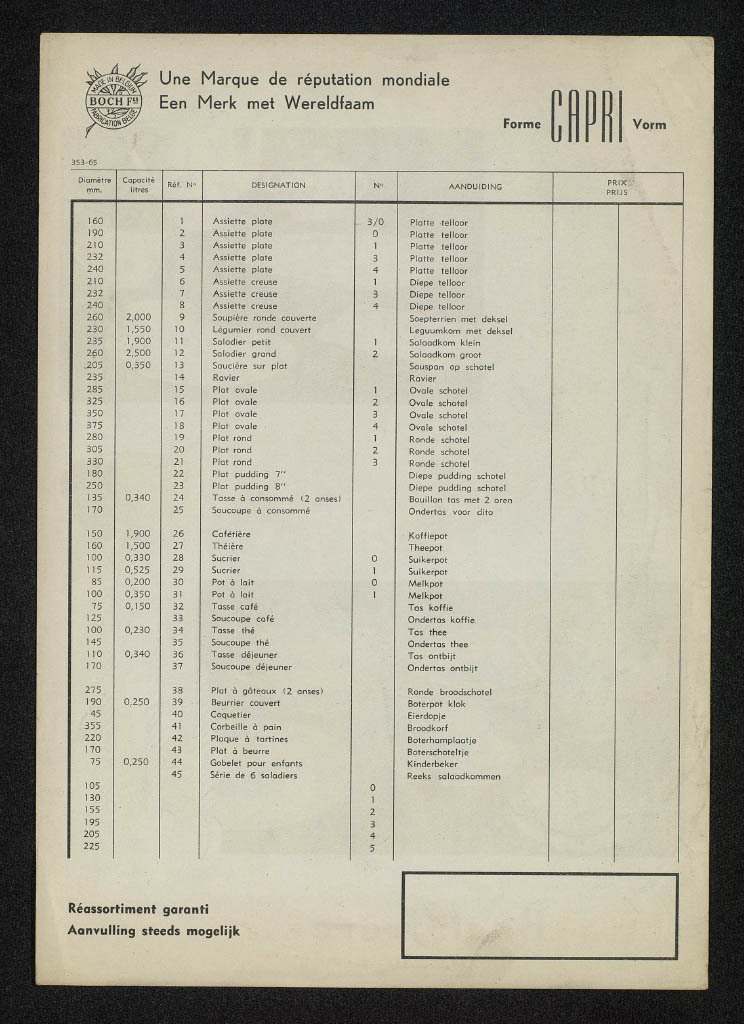 MADE IN BELGIUM
BOCH Fres
FABRICATION BELGE
Une Marque de réputation mondiale
Een Merk met Wereldfaam
Forme CAPRI Vorm
353-65
Diamètre mm. Capacité litres Réf. No DESIGNATION No AANDUIDING PRIX PRIJS
160 1 Assiette plate 3/0 Platte telloor
190 2 Assiette plate 0 Platte telloor
210 3 Assiette plate 1 Platte telloor
232 4 Assiette plate 3 Platte telloor
240 5 Assiette plate 4 Platte telloor
210 6 Assiette creuse 1 Diepe telloor
232 7 Assiette creuse 3 Diepe telloor
240 8 Assiette creuse 4 Diepe telloor
260 2,000 9 Soupière ronde couverte Soepterrien met deksel
230 1,550 10 Légumier rond couvert Leguumkom met deksel
235 1,900 11 Saladier petit 1 Salaadkom klein
260 2,500 12 Saladier grand 2 Salaadkom groot
205 0,350 13 Saucière sur plat Sauspan op schotel
235 14 Ravier Ravier
285 15 Plat ovale 1 Ovale schotel
325 16 Plat ovale 2 Ovale schotel
350 17 Plat ovale 3 Ovale schotel
375 18 Plat ovale 4 Ovale schotel
280 19 Plat rond 1 Ronde schotel
305 20 Plat rond 2 Ronde schotel
330 21 Plat rond 3 Ronde schotel
180 22 Plat pudding 7" Diepe pudding schotel
250 23 Plat pudding 8" Diepe pudding schotel
135 0,340 24 Tasse à consommé (2 anses) Bouillon tas met 2 oren
170 25 Soucoupe à consommé Ondertas voor dito
150 1,900 26 Cafétière Koffiepot
160 1,500 27 Théière Theepot
100 0,330 28 Sucrier 0 Suikerpot
115 0,525 29 Sucrier 1 Suikerpot
85 0,200 30 Pot à lait 0 Melkpot
100 0,350 31 Pot à lait 1 Melkpot
75 0,150 32 Tasse café Tas koffie
125 33 Soucoupe café Ondertas koffie
100 0,230 34 Tasse thé Tas thee
145 35 Soucoupe thé Ondertas thee
110 0,340 36 Tasse déjeuner Tas ontbijt
170 37 Soucoupe déjeuner Ondertas ontbijt
275 38 Plat à gâteaux (2 anses) Ronde broodschotel
190 0,250 39 Beurrier couvert Boterpot klok
45 40 Coquetier Eierdopje
355 41 Corbeille à pain Broodkorf
220 42 Plaque à tartines Boterhamplaatje
170 43 Plat à beurre Boterschoteltje
75 0,250 44 Gobelet pour enfants Kinderbeker
45 Série de 6 saladiers Reeks salaadkommen
105 0
130 1
155 2
195 3
205 4
225 5
Réassortiment garanti
Aanvulling steeds mogelijk